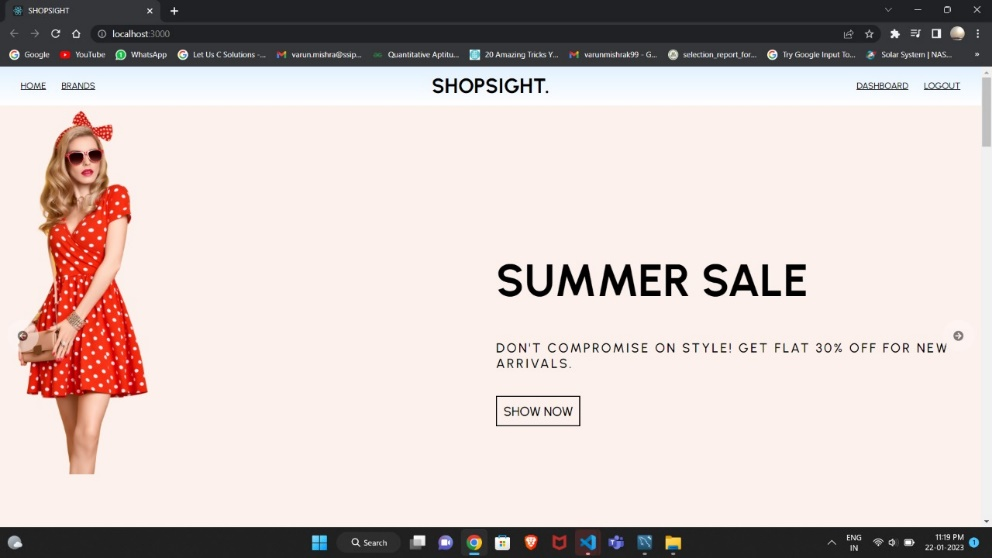 SHOPSIGHT
localhost:3000
Google YouTube WhatsApp Let Us C Solutions -... varun.mishra@ssip... Quantitative Aptitu... 20 Amazing Tricks Y... varunmishrak99 - G... selection_report_for... Try Google Input To... Solar System | NAS...
HOME BRANDS SHOPSIGHT. DASHBOARD LOGOUT
SUMMER SALE
DON'T COMPROMISE ON STYLE! GET FLAT 30% OFF FOR NEW
ARRIVALS.
SHOW NOW
Search
ENG
IN
11:19 PM
22-01-2023
1